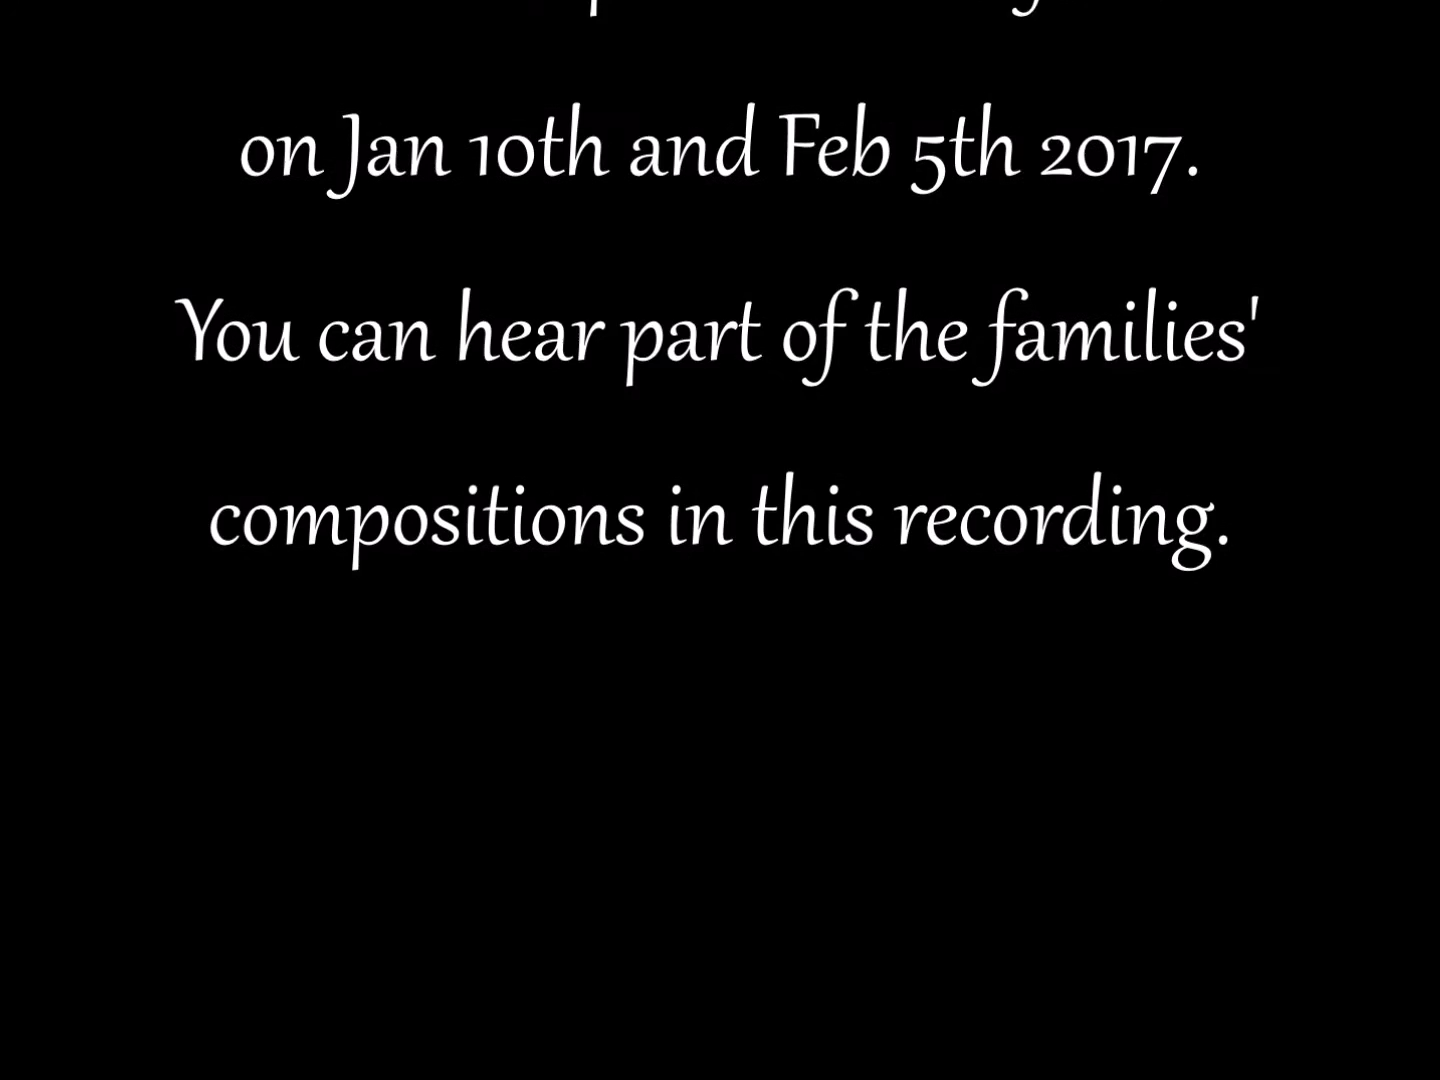 on Jan 10th and Feb 5th 2017.
You can hear part of the families'
compositions in this recording.